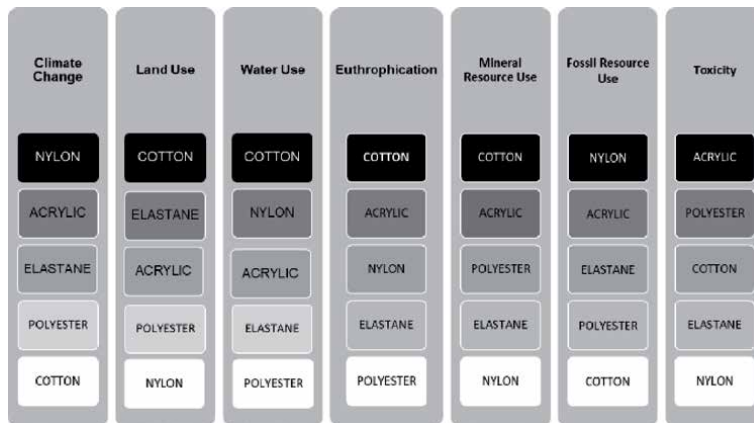 Climate
Change
Land Use
Water Use
Euthrophication
Mineral
Resource Use
Fossil Resource
Use
Toxicity
NYLON
COTTON
COTTON
COTTON
COTTON
NYLON
ACRYLIC
ACRYLIC
ELASTANE
NYLON
ACRYLIC
ACRYLIC
ACRYLIC
POLYESTER
ELASTANE
ACRYLIC
ACRYLIC
NYLON
POLYESTER
ELASTANE
COTTON
POLYESTER
POLYESTER
ELASTANE
ELASTANE
ELASTANE
POLYESTER
ELASTANE
COTTON
NYLON
POLYESTER
POLYESTER
NYLON
COTTON
NYLON